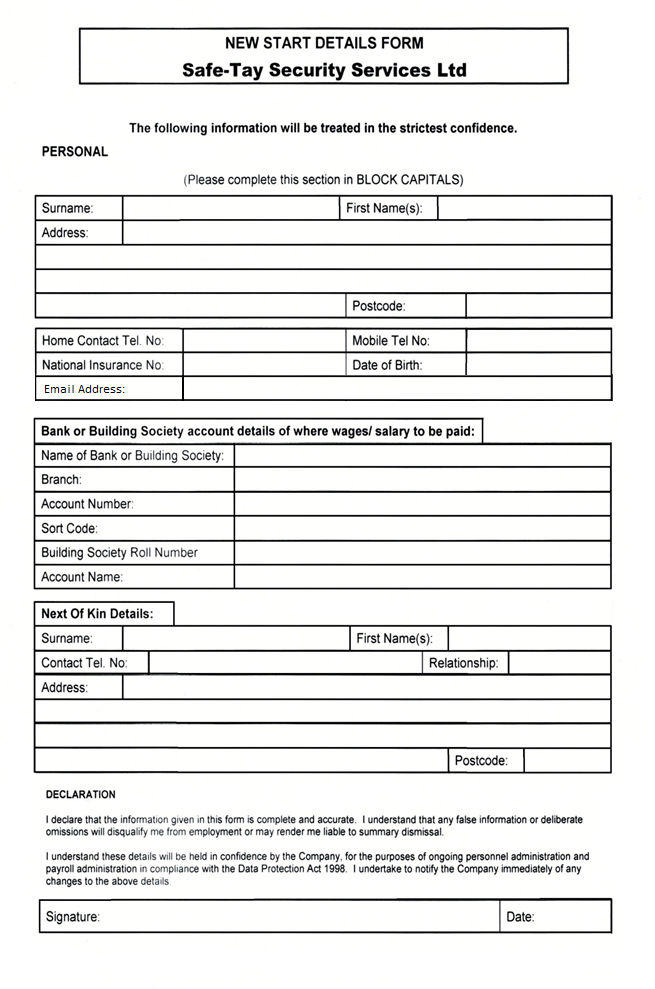 NEW START DETAILS FORM
Safe-Tay Security Services Ltd
The following information will be treated in the strictest confidence.
PERSONAL
(Please complete this section in BLOCK CAPITALS)
Surname: First Name(s):
Address:
Postcode:
Home Contact Tel. No: Mobile Tel No:
National Insurance No: Date of Birth:
Email Address:
Bank or Building Society account details of where wages/ salary to be paid:
Name of Bank or Building Society:
Branch:
Account Number:
Sort Code:
Building Society Roll Number
Account Name:
Next Of Kin Details:
Surname: First Name(s):
Contact Tel. No: Relationship:
Address:
Postcode:
DECLARATION
I declare that the information given in this form is complete and accurate. I understand that any false information or deliberate
omissions will disqualify me from employment or may render me liable to summary dismissal.
I understand these details will be held in confidence by the Company, for the purposes of ongoing personnel administration and
payroll administration in compliance with the Data Protection Act 1998. I undertake to notify the Company immediately of any
changes to the above details.
Signature: Date: